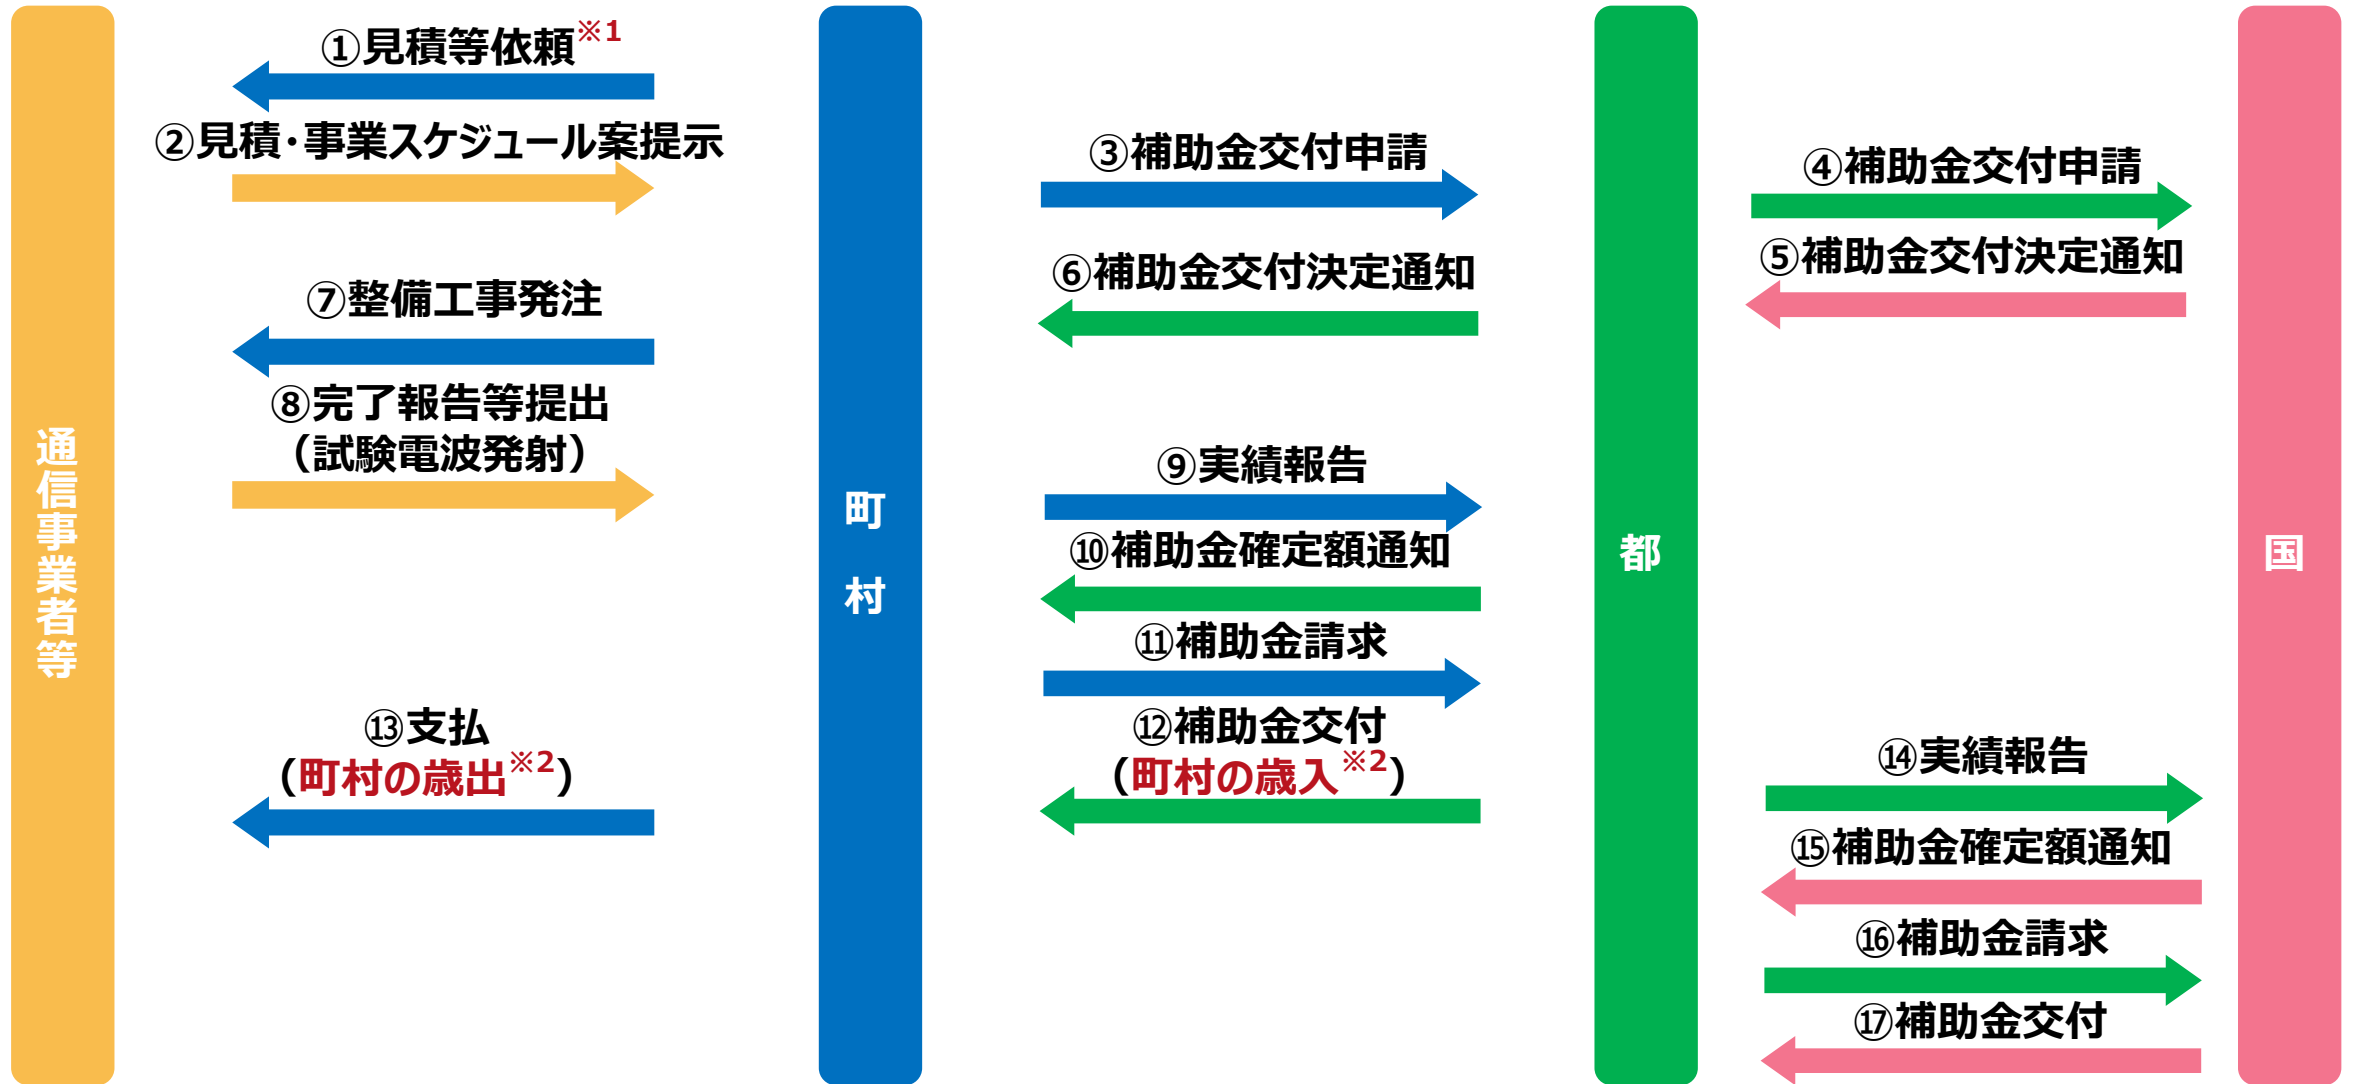 ①見積等依頼※1
②見積・事業スケジュール案提示
③補助金交付申請
④補助金交付申請
⑤補助金交付決定通知
⑥補助金交付決定通知
⑦整備工事発注
⑧完了報告等提出
（試験電波発射）
⑨実績報告
⑩補助金確定額通知
⑪補助金請求
⑫補助金交付
（町村の歳入※2）
⑬支払
（町村の歳出※2）
⑭実績報告
⑮補助金確定額通知
⑯補助金請求
⑰補助金交付
通信事業者等
町村
都
国